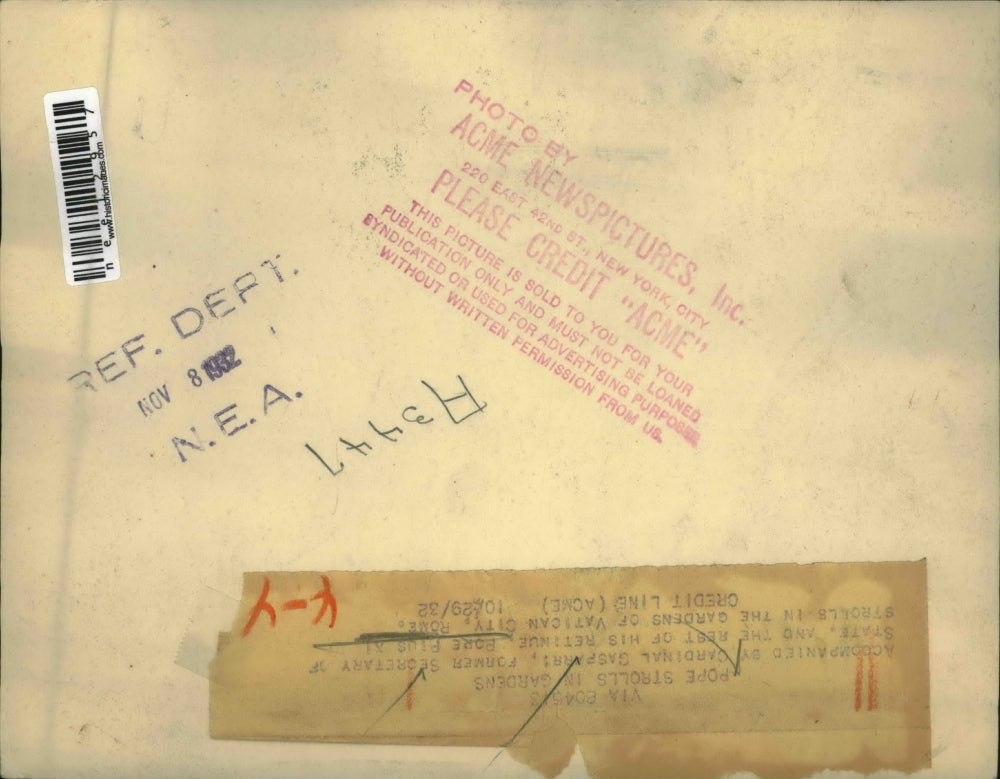 PHOTO BY
ACME NEWSPICTURES, Inc.
220 EAST 42ND ST., NEW YORK, CITY
PLEASE CREDIT "ACME"
THIS PICTURE IS SOLD TO YOU FOR YOUR
PUBLICATION ONLY AND MUST NOT BE LOANED
SYNDICATED OR USED FOR ADVERTISING PURPOSES
WITHOUT WRITTEN PERMISSION FROM US.
www.historicimages.com
REF. DEPT.
NOV 8 1932
N.E.A.
POPE STROLLS IN GARDENS
ACCOMPANIED BY CARDINAL GASPARRI, FORMER SECRETARY OF
STATE, AND THE REST OF HIS RETINUE, POPE PIUS XI
STROLLS IN THE GARDENS OF VATICAN CITY, ROME.
CREDIT LINE (ACME) 10/29/32